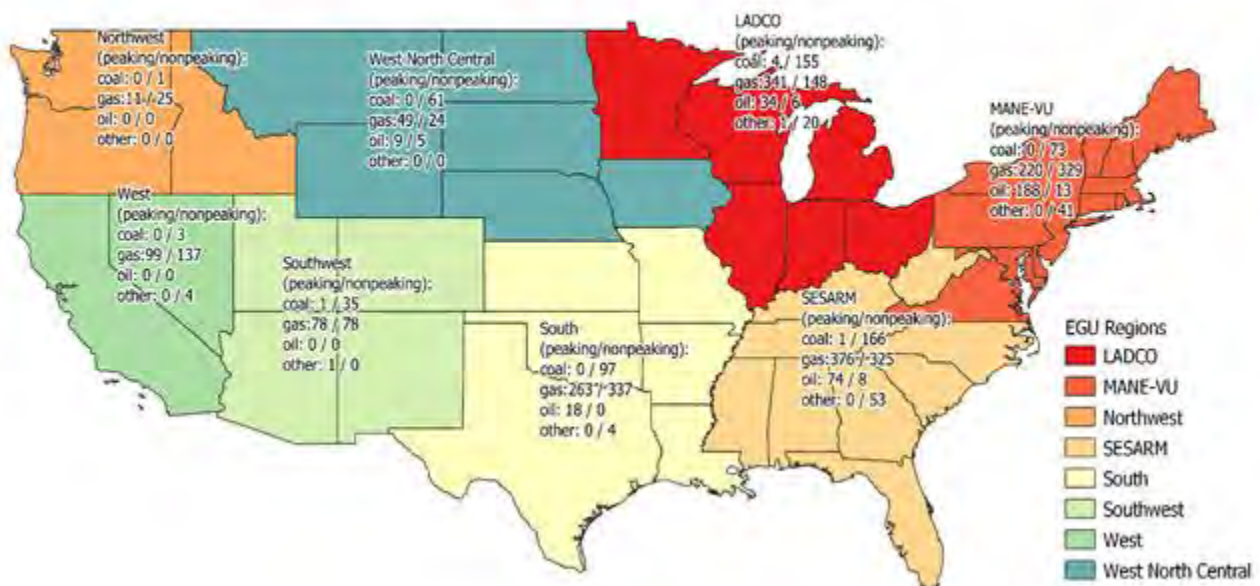 Northwest
(peaking/nonpeaking):
coal: 0 / 1
gas:11 / 25
oil: 0 / 0
other: 0 / 0
West North Central
(peaking/nonpeaking):
coal: 0 / 61
gas:49 / 24
oil: 9 / 5
other: 0 / 0
LADCO
(peaking/nonpeaking):
coal: 4 / 155
gas:341 / 148
oil: 34 / 6
other: 1 / 20
MANE-VU
(peaking/nonpeaking):
coal: 0 / 73
gas:220 / 329
oil: 188 / 13
other: 0 / 41
West
(peaking/nonpeaking):
coal: 0 / 3
gas:99 / 137
oil: 0 / 0
other: 0 / 4
Southwest
(peaking/nonpeaking):
coal: 1 / 35
gas:78 / 78
oil: 0 / 0
other: 1 / 0
South
(peaking/nonpeaking):
coal: 0 / 97
gas:263 / 337
oil: 18 / 0
other: 0 / 4
SESARM
(peaking/nonpeaking):
coal: 1 / 166
gas:376 / 325
oil: 74 / 8
other: 0 / 53
EGU Regions
LADCO
MANE-VU
Northwest
SESARM
South
Southwest
West
West North Central